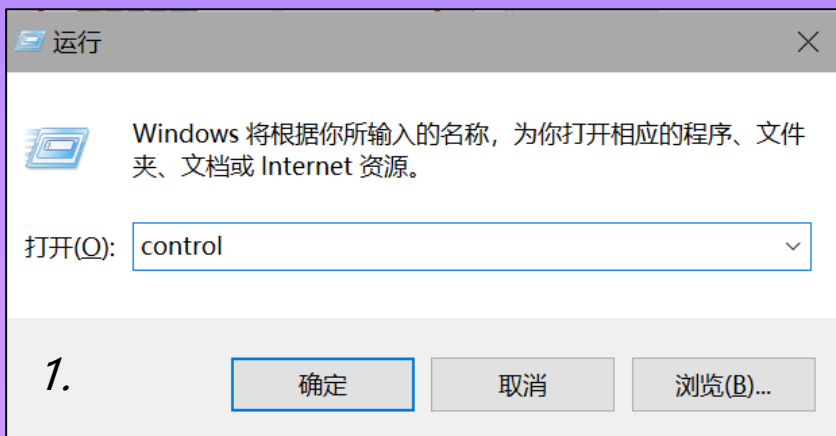 运行
Windows 将根据你所输入的名称，为你打开相应的程序、文件
夹、文档或 Internet 资源。
打开(O): control
1.
确定 取消 浏览(B)...